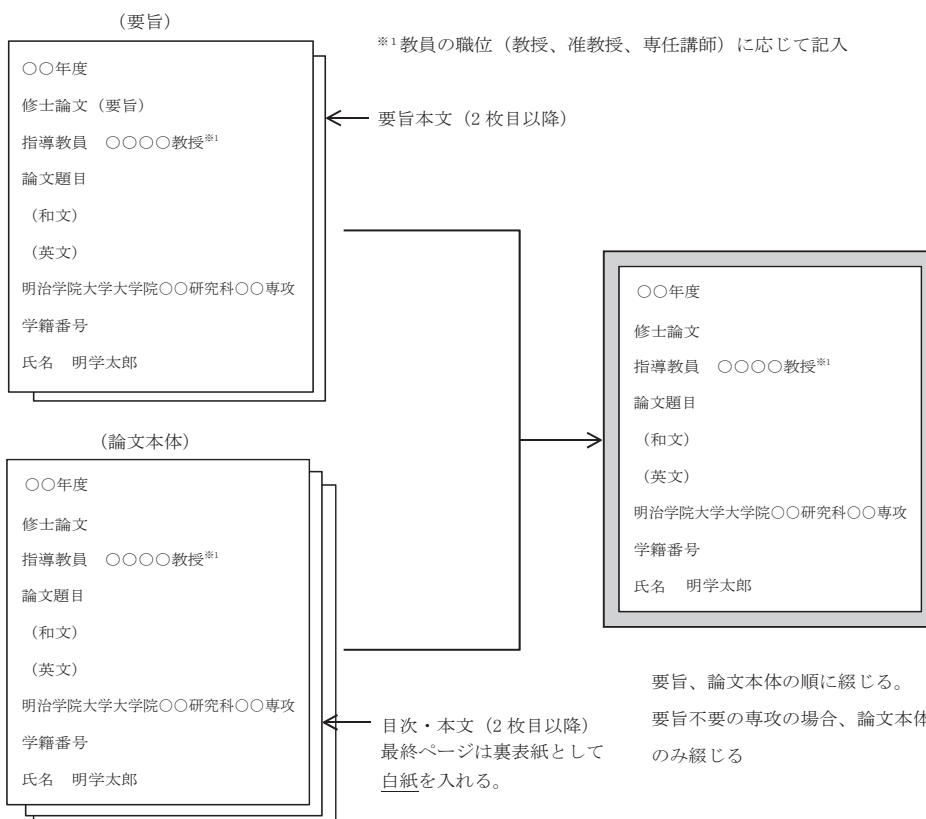 （要旨）
○○年度
修士論文（要旨）
指導教員　○○○○教授※1
論文題目
（和文）
（英文）
明治学院大学大学院○○研究科○○専攻
学籍番号
氏名　明学太郎
※1教員の職位（教授、准教授、専任講師）に応じて記入
要旨本文（2枚目以降）
（論文本体）
○○年度
修士論文
指導教員　○○○○教授※1
論文題目
（和文）
（英文）
明治学院大学大学院○○研究科○○専攻
学籍番号
氏名　明学太郎
目次・本文（2枚目以降）
最終ページは裏表紙として
白紙を入れる。
○○年度
修士論文
指導教員　○○○○教授※1
論文題目
（和文）
（英文）
明治学院大学大学院○○研究科○○専攻
学籍番号
氏名　明学太郎
要旨、論文本体の順に綴じる。
要旨不要の専攻の場合、論文本体
のみ綴じる